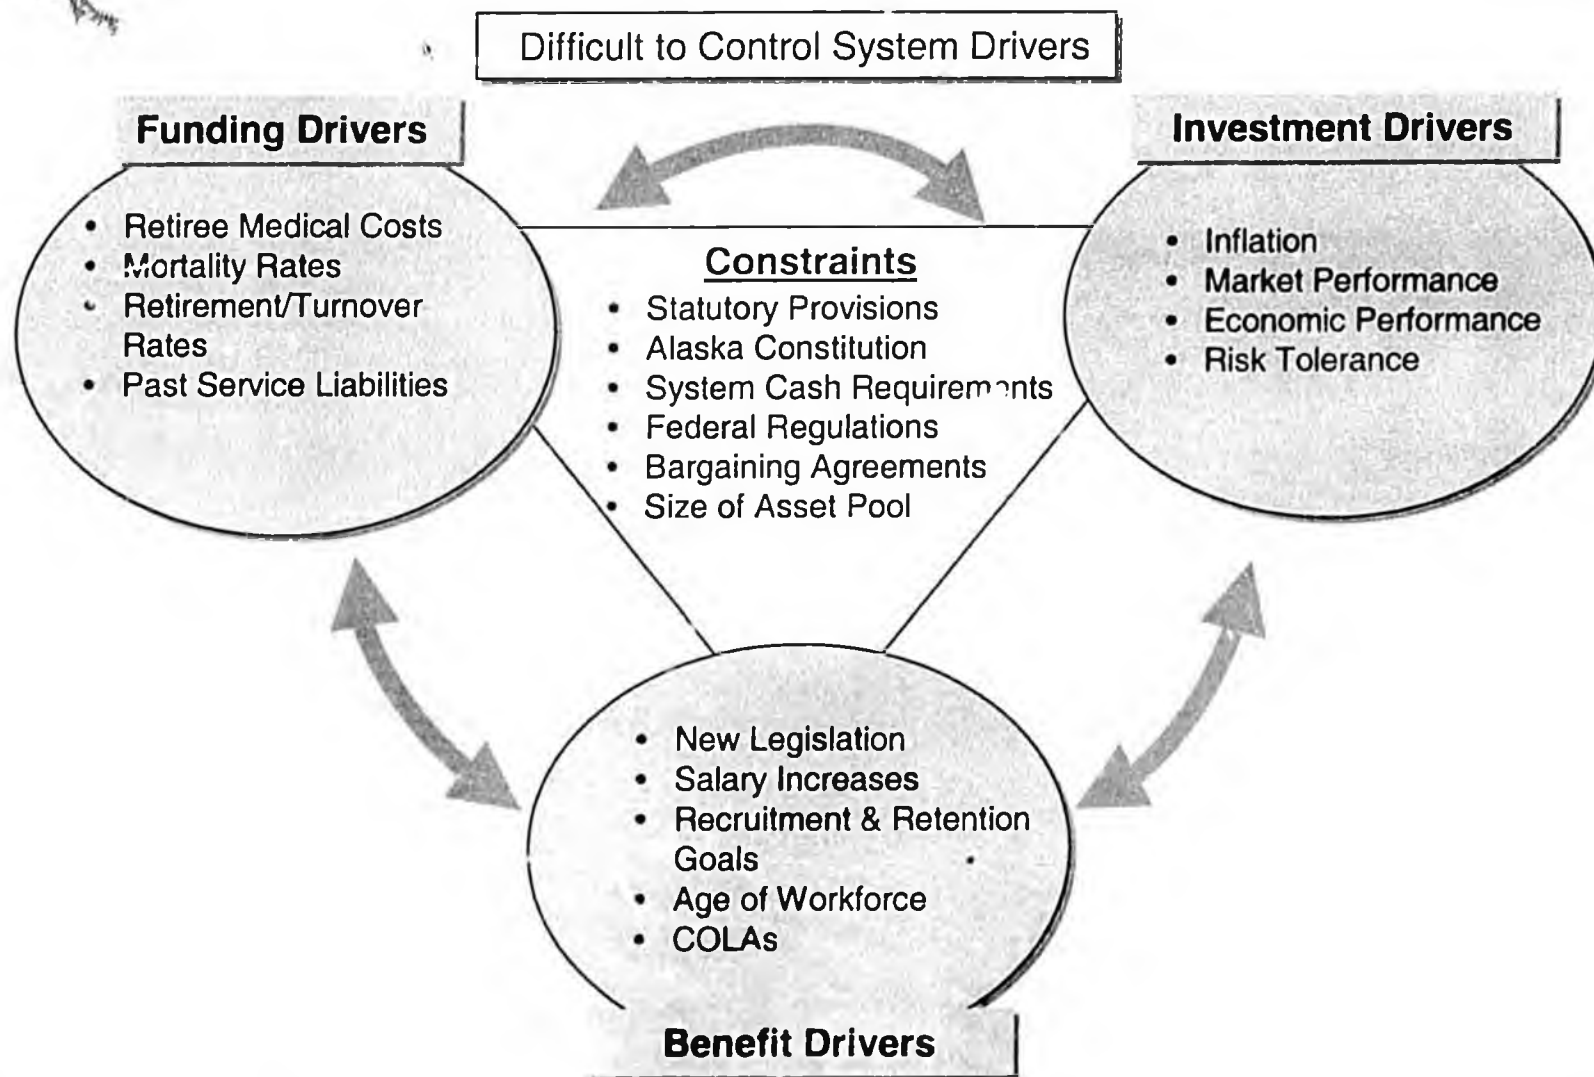 Difficult to Control System Drivers
Funding Drivers
• Retiree Medical Costs
• Mortality Rates
• Retirement/Turnover
Rates
• Past Service Liabilities
Constraints
• Statutory Provisions
• Alaska Constitution
• System Cash Requirements
• Federal Regulations
• Bargaining Agreements
• Size of Asset Pool
Investment Drivers
• Inflation
• Market Performance
• Economic Performance
• Risk Tolerance
• New Legislation
• Salary Increases
• Recruitment & Retention
Goals
• Age of Workforce
• COLAs
Benefit Drivers